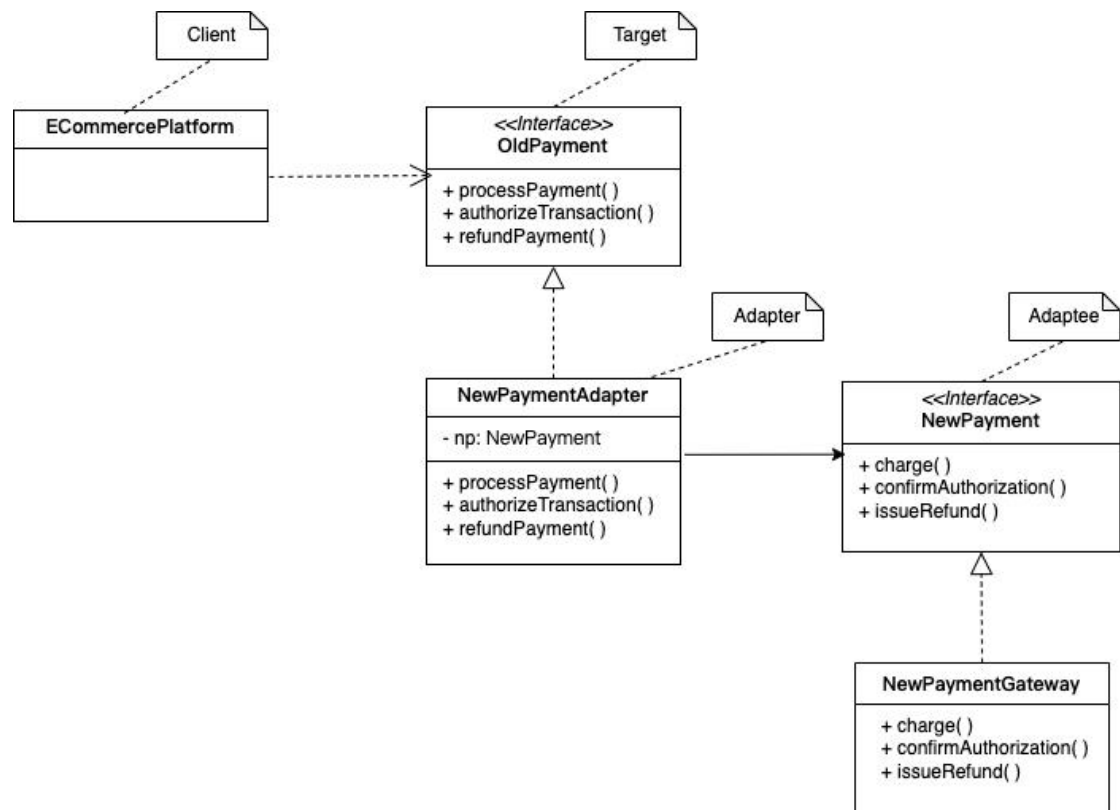 Client
Target
ECommercePlatform
<<Interface>>
OldPayment
+ processPayment( )
+ authorizeTransaction( )
+ refundPayment( )
Adapter
Adaptee
NewPaymentAdapter
- np: NewPayment
+ processPayment( )
+ authorizeTransaction( )
+ refundPayment( )
<<Interface>>
NewPayment
+ charge( )
+ confirmAuthorization( )
+ issueRefund( )
NewPaymentGateway
+ charge( )
+ confirmAuthorization( )
+ issueRefund( )